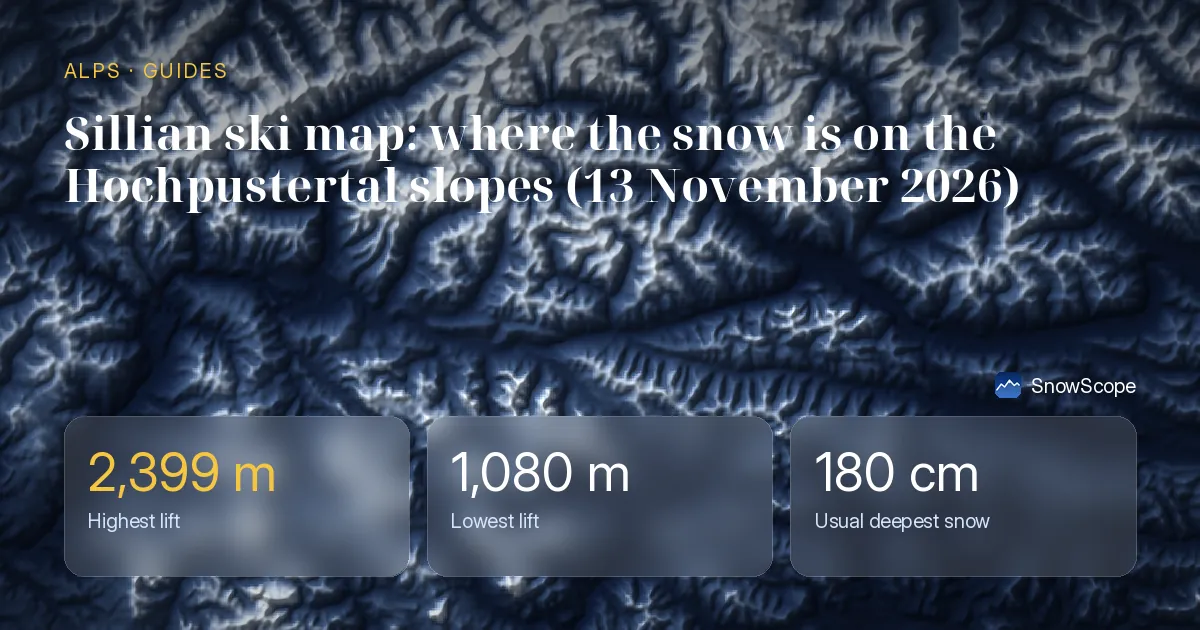 ALPS · GUIDES
Sillian ski map: where the snow is on the
Hochpustertal slopes (13 November 2026)
SnowScope
2,399 m
Highest lift
1,080 m
Lowest lift
180 cm
Usual deepest snow